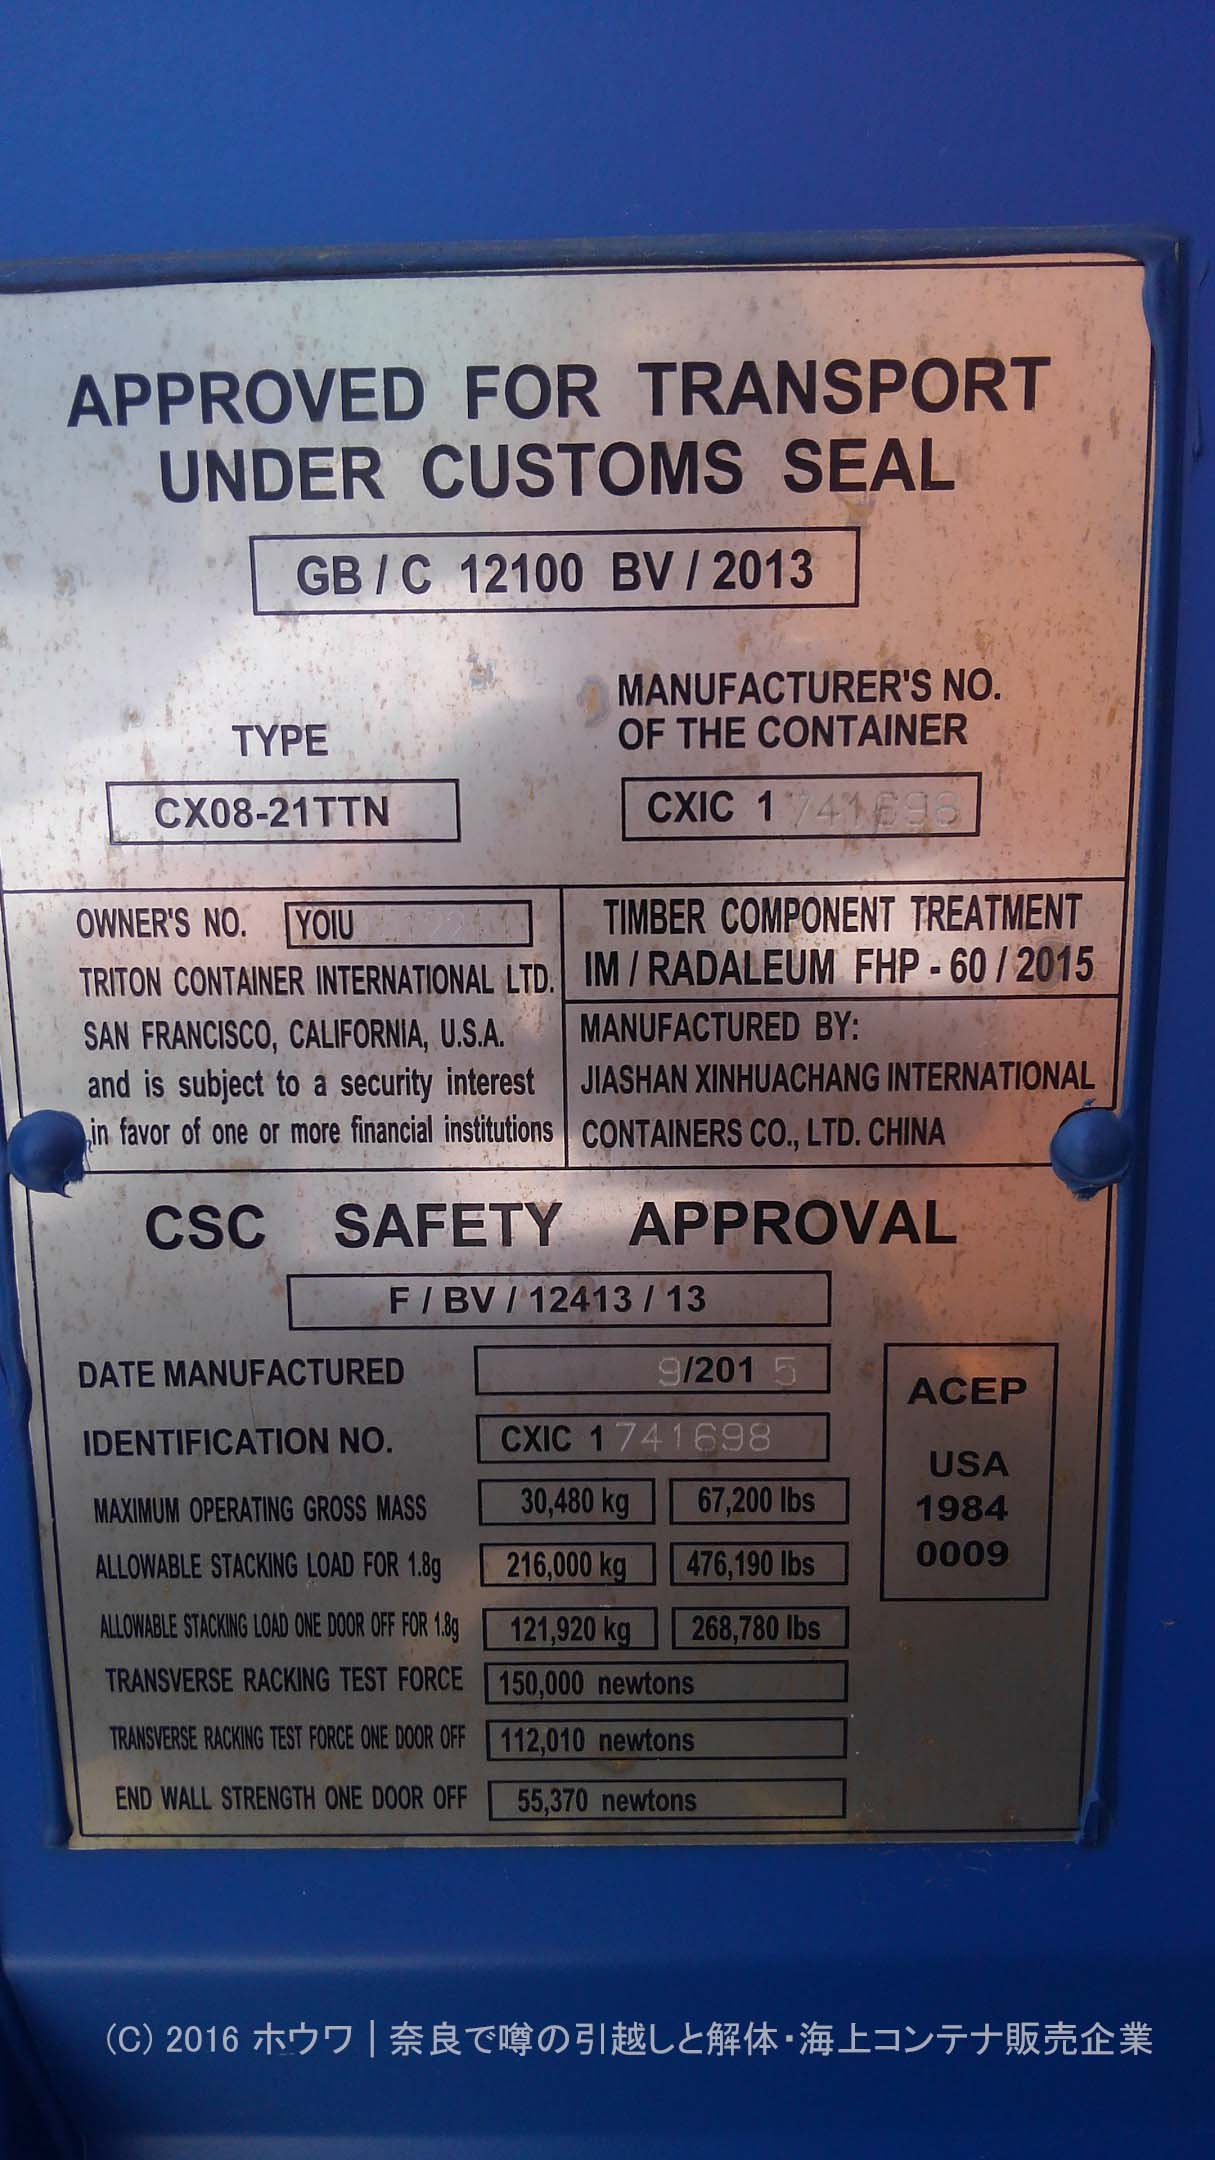 APPROVED FOR TRANSPORT
UNDER CUSTOMS SEAL
GB / C 12100 BV / 2013
TYPE
CX08-21TTN
MANUFACTURER'S NO.
OF THE CONTAINER
CXIC 1 741698
OWNER'S NO. YOIU
TRITON CONTAINER INTERNATIONAL LTD.
SAN FRANCISCO, CALIFORNIA, U.S.A.
and is subject to a security interest
in favor of one or more financial institutions
TIMBER COMPONENT TREATMENT
IM / RADALEUM FHP - 60 / 2015
MANUFACTURED BY:
JIASHAN XINHUACHANG INTERNATIONAL
CONTAINERS CO., LTD. CHINA
CSC SAFETY APPROVAL
F / BV / 12413 / 13
DATE MANUFACTURED 9/201 5
IDENTIFICATION NO. CXIC 1 741698
MAXIMUM OPERATING GROSS MASS 30,480 kg 67,200 lbs
ALLOWABLE STACKING LOAD FOR 1.8g 216,000 kg 476,190 lbs
ALLOWABLE STACKING LOAD ONE DOOR OFF FOR 1.8g 121,920 kg 268,780 lbs
TRANSVERSE RACKING TEST FORCE 150,000 newtons
TRANSVERSE RACKING TEST FORCE ONE DOOR OFF 112,010 newtons
END WALL STRENGTH ONE DOOR OFF 55,370 newtons
ACEP
USA
1984
0009
(C) 2016 ホウワ | 奈良で噂の引越しと解体・海上コンテナ販売企業